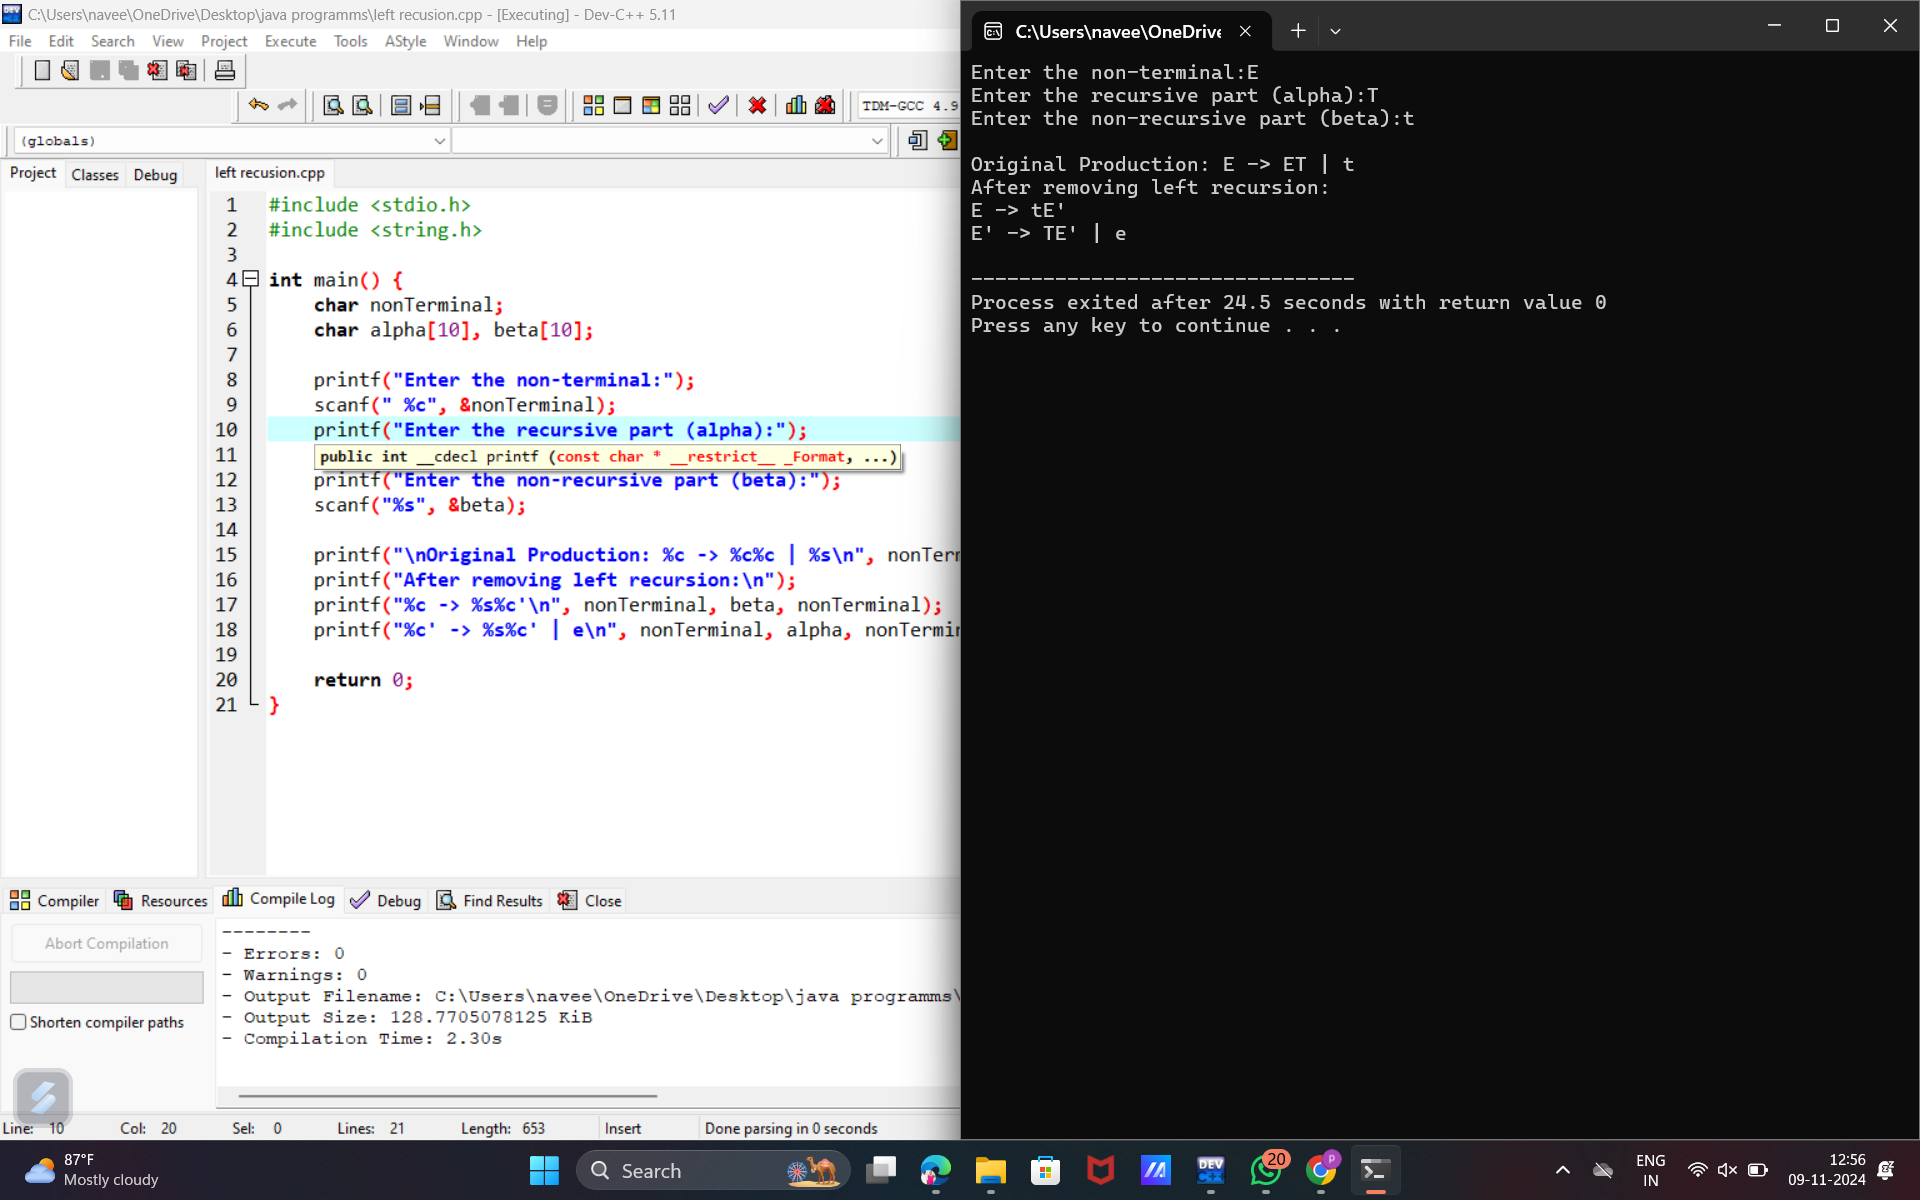 C:\Users\navee\OneDrive\Desktop\java programms\left recusion.cpp - [Executing] - Dev-C++ 5.11
File Edit Search View Project Execute Tools AStyle Window Help
TDM-GCC 4.9
(globals)
Project Classes Debug
left recusion.cpp
1 #include <stdio.h>
2 #include <string.h>
3
4 int main() {
5 char nonTerminal;
6 char alpha[10], beta[10];
7
8 printf("Enter the non-terminal:");
9 scanf(" %c", &nonTerminal);
10 printf("Enter the recursive part (alpha):");
11 public int __cdecl printf (const char * __restrict__ _Format, ...)
12 printf("Enter the non-recursive part (beta):");
13 scanf("%s", &beta);
14
15 printf("\nOriginal Production: %c -> %c%c | %s\n", nonTerm
16 printf("After removing left recursion:\n");
17 printf("%c -> %s%c'\n", nonTerminal, beta, nonTerminal);
18 printf("%c' -> %s%c' | e\n", nonTerminal, alpha, nonTermin
19
20 return 0;
21 }
Compiler Resources Compile Log Debug Find Results Close
Abort Compilation
Shorten compiler paths
--------
- Errors: 0
- Warnings: 0
- Output Filename: C:\Users\navee\OneDrive\Desktop\java programms\
- Output Size: 128.7705078125 KiB
- Compilation Time: 2.30s
Line: 10 Col: 20 Sel: 0 Lines: 21 Length: 653 Insert Done parsing in 0 seconds
C:\Users\navee\OneDrive
Enter the non-terminal:E
Enter the recursive part (alpha):T
Enter the non-recursive part (beta):t
Original Production: E -> ET | t
After removing left recursion:
E -> tE'
E' -> TE' | e
--------------------------------
Process exited after 24.5 seconds with return value 0
Press any key to continue . . .
87°F
Mostly cloudy
Search
DEV
20
P
ENG
IN
12:56
09-11-2024